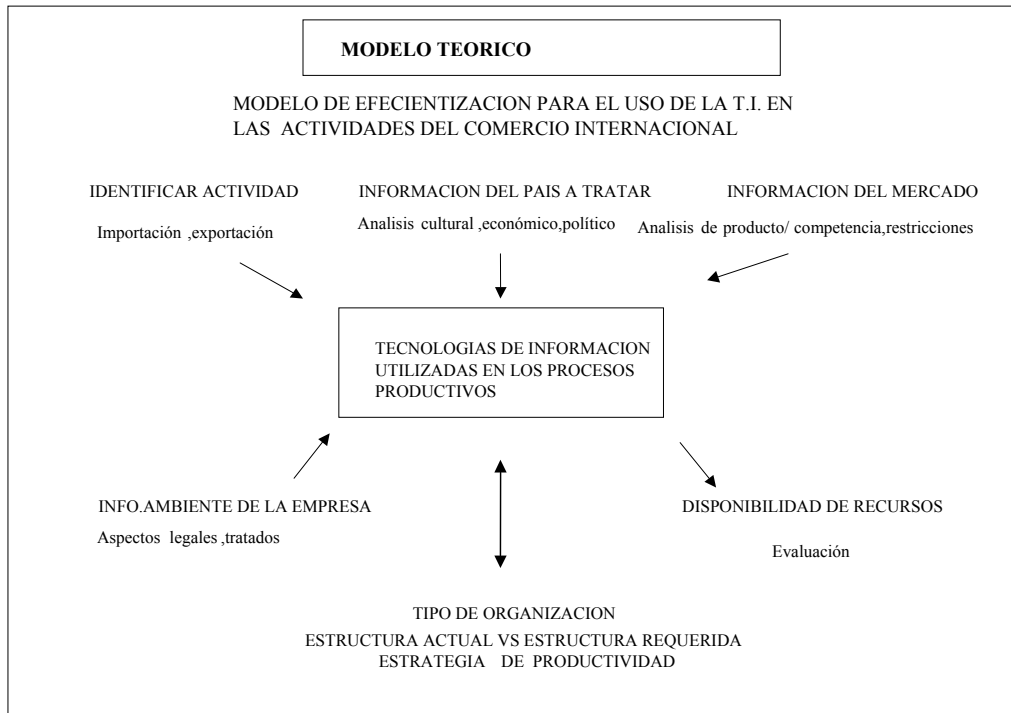 MODELO TEORICO
MODELO DE EFECIENTIZACION PARA EL USO DE LA T.I. EN
LAS ACTIVIDADES DEL COMERCIO INTERNACIONAL
IDENTIFICAR ACTIVIDAD
Importación ,exportación
INFORMACION DEL PAIS A TRATAR
Analisis cultural ,económico,político
INFORMACION DEL MERCADO
Analisis de producto/ competencia,restricciones
TECNOLOGIAS DE INFORMACION
UTILIZADAS EN LOS PROCESOS
PRODUCTIVOS
INFO.AMBIENTE DE LA EMPRESA
Aspectos legales ,tratados
DISPONIBILIDAD DE RECURSOS
Evaluación
TIPO DE ORGANIZACION
ESTRUCTURA ACTUAL VS ESTRUCTURA REQUERIDA
ESTRATEGIA DE PRODUCTIVIDAD